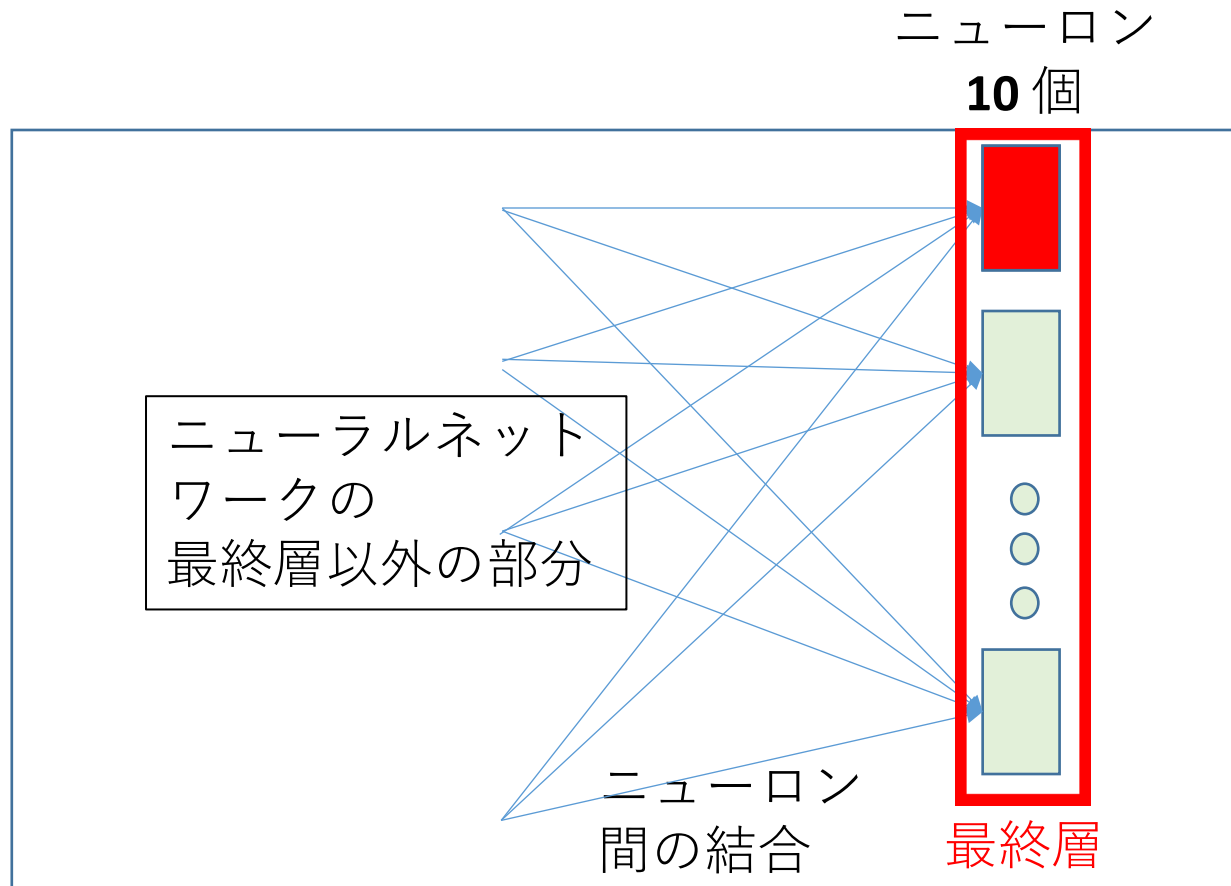 ニューロン
10 個
ニューラルネット
ワークの
最終層以外の部分
ニューロン
間の結合
最終層